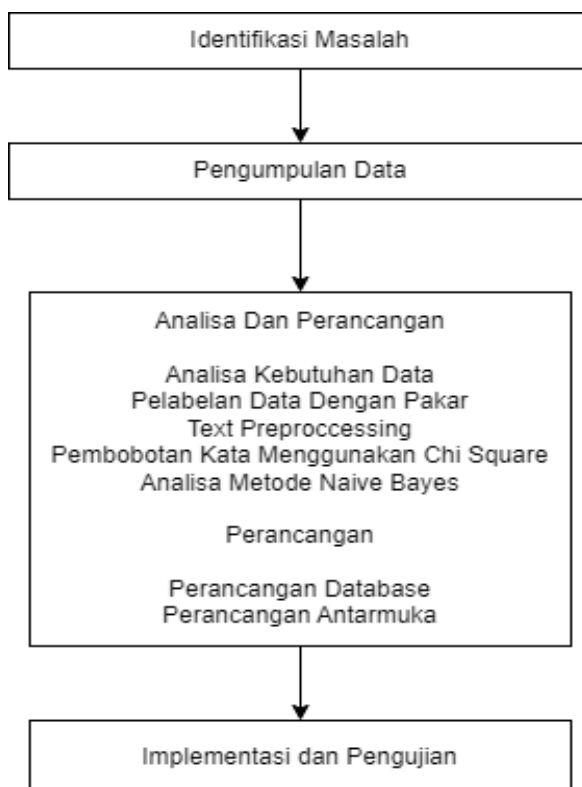 Identifikasi Masalah
Pengumpulan Data
Analisa Dan Perancangan
Analisa Kebutuhan Data
Pelabelan Data Dengan Pakar
Text Preproccessing
Pembobotan Kata Menggunakan Chi Square
Analisa Metode Naive Bayes
Perancangan
Perancangan Database
Perancangan Antarmuka
Implementasi dan Pengujian